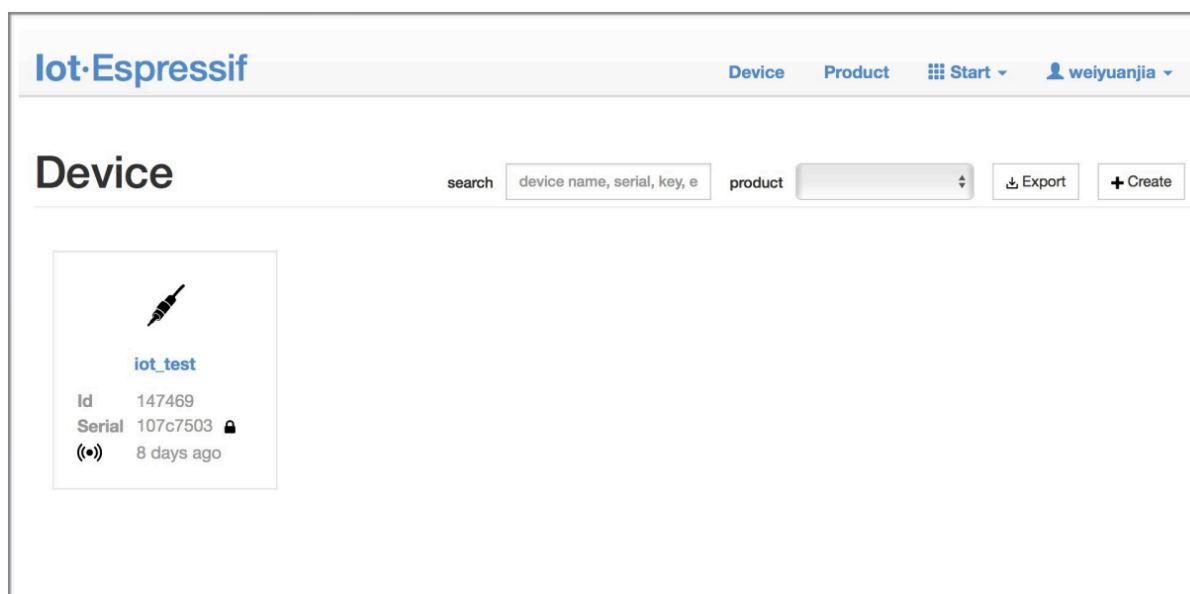 Iot·Espressif
Device Product Start weiyuanjia
Device
search device name, serial, key, e product Export Create
iot_test
Id 147469
Serial 107c7503
8 days ago